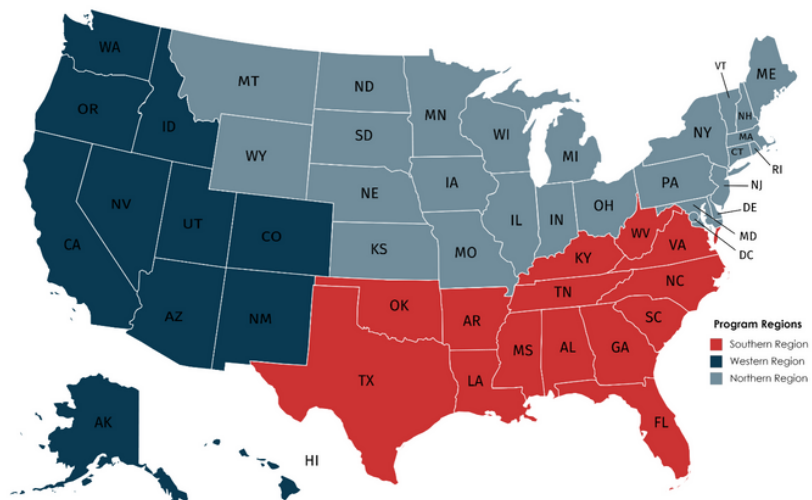 WA
MT
ND
MN
VT
ME
OR
ID
WY
SD
WI
MI
NY
NH
MA
CT
RI
NV
UT
CO
NE
IA
IL
IN
OH
PA
NJ
DE
MD
DC
CA
KS
MO
KY
WV
VA
AZ
NM
OK
AR
TN
NC
SC
TX
LA
MS
AL
GA
FL
AK
HI
Program Regions
Southern Region
Western Region
Northern Region